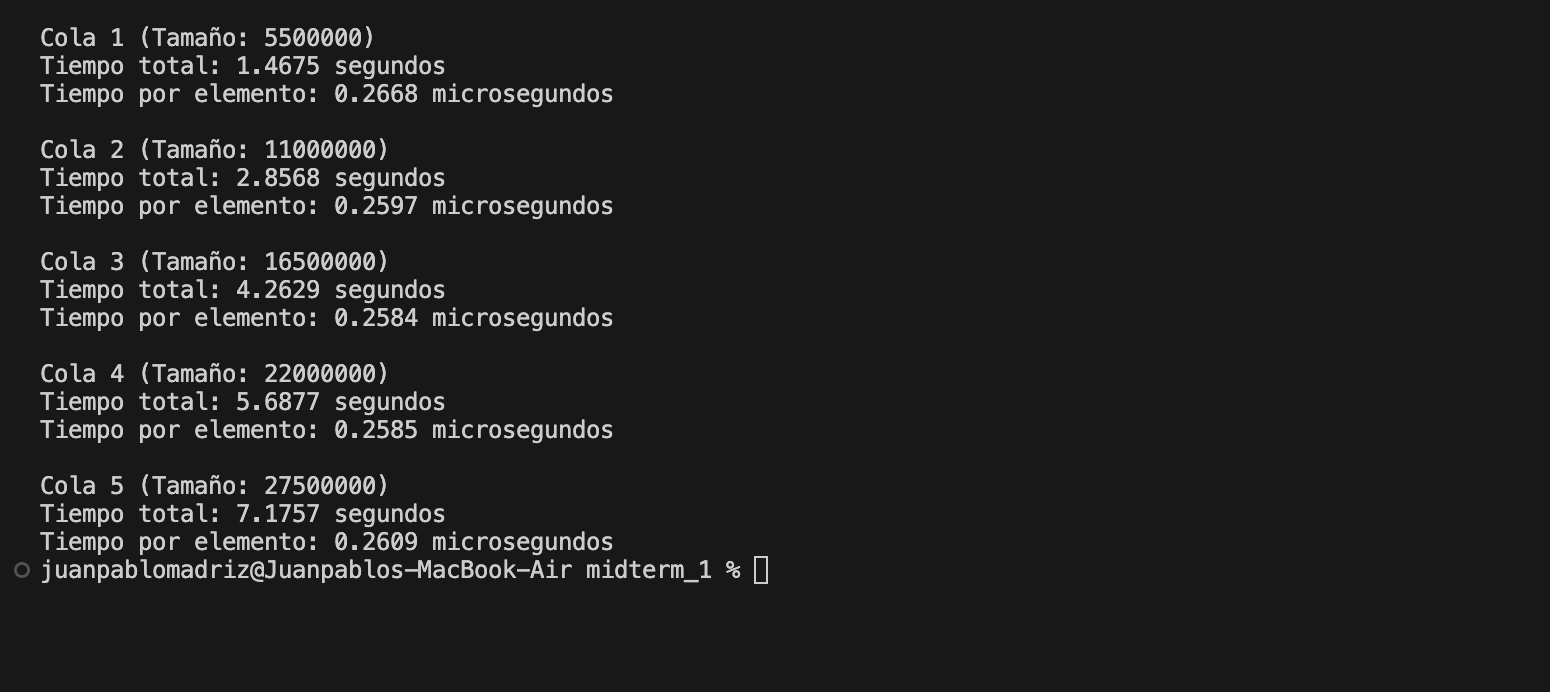 Cola 1 (Tamaño: 5500000)
Tiempo total: 1.4675 segundos
Tiempo por elemento: 0.2668 microsegundos
Cola 2 (Tamaño: 11000000)
Tiempo total: 2.8568 segundos
Tiempo por elemento: 0.2597 microsegundos
Cola 3 (Tamaño: 16500000)
Tiempo total: 4.2629 segundos
Tiempo por elemento: 0.2584 microsegundos
Cola 4 (Tamaño: 22000000)
Tiempo total: 5.6877 segundos
Tiempo por elemento: 0.2585 microsegundos
Cola 5 (Tamaño: 27500000)
Tiempo total: 7.1757 segundos
Tiempo por elemento: 0.2609 microsegundos
juanpablomadriz@Juanpablos-MacBook-Air midterm_1 %